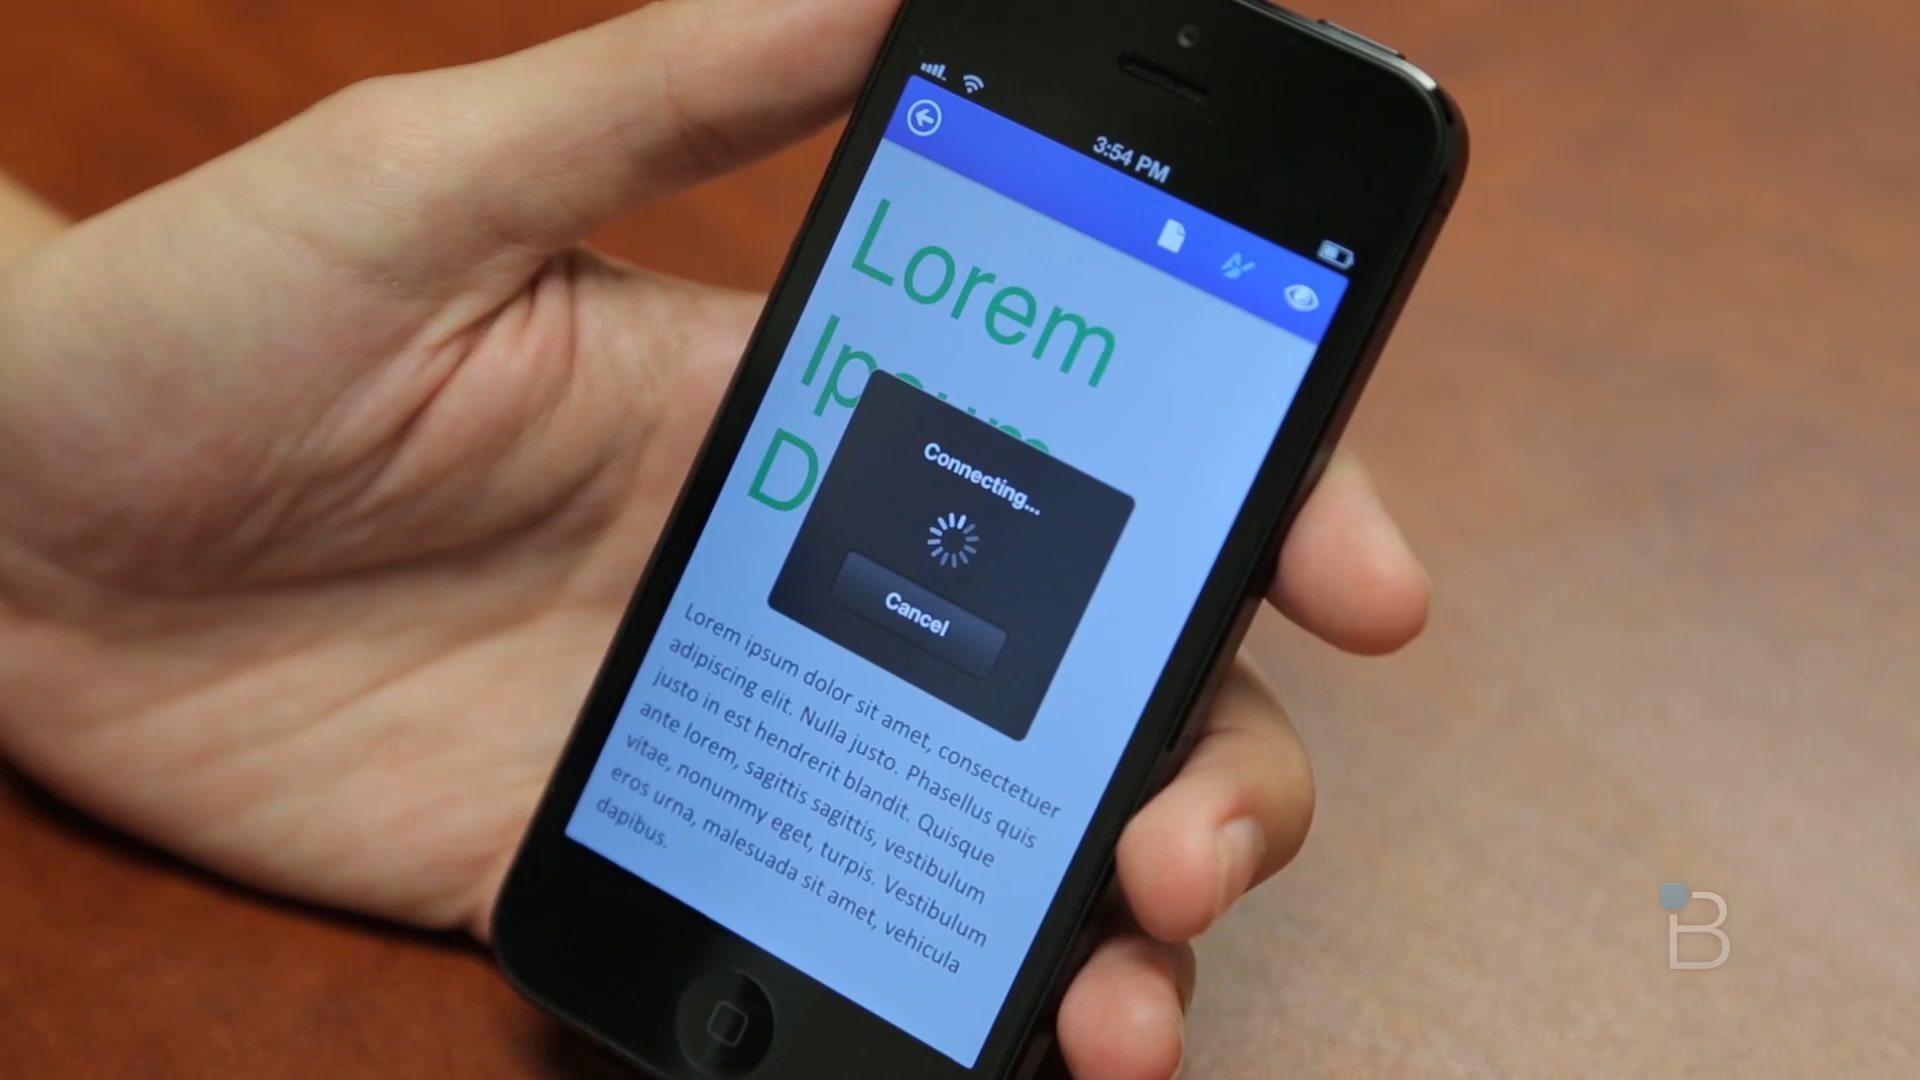 3:54 PM
Lorem
Ipsum
D
Connecting...
Cancel
Lorem ipsum dolor sit amet, consectetuer
adipiscing elit. Nulla justo. Phasellus quis
justo in est hendrerit blandit. Quisque
ante lorem, sagittis sagittis, vestibulum
vitae, nonummy eget, turpis. Vestibulum
eros urna, malesuada sit amet, vehicula
dapibus.
B